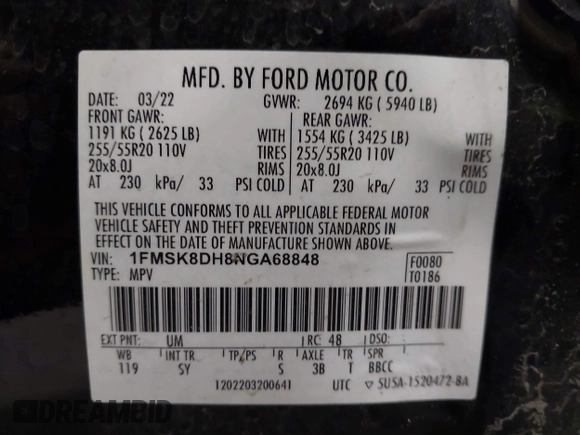 MFD. BY FORD MOTOR CO.
DATE: 03/22 GVWR: 2694 KG ( 5940 LB)
FRONT GAWR: REAR GAWR:
1191 KG ( 2625 LB) WITH 1554 KG ( 3425 LB) WITH
255/55R20 110V TIRES 255/55R20 110V TIRES
20x8.0J RIMS 20x8.0J RIMS
AT 230 kPa/ 33 PSI COLD AT 230 kPa/ 33 PSI COLD
THIS VEHICLE CONFORMS TO ALL APPLICABLE FEDERAL MOTOR
VEHICLE SAFETY AND THEFT PREVENTION STANDARDS IN
EFFECT ON THE DATE OF MANUFACTURE SHOWN ABOVE.
VIN: 1FMSK8DH8NGA68848 F0080
TYPE: MPV T0186
EXT PNT: UM RC: 48 DSO:
WB INT TR TP/PS R AXLE TR SPR
119 SY S 3B T BBCC
1202203200641 UTC ▽ 5USA-1520472-BA
DREAMBID